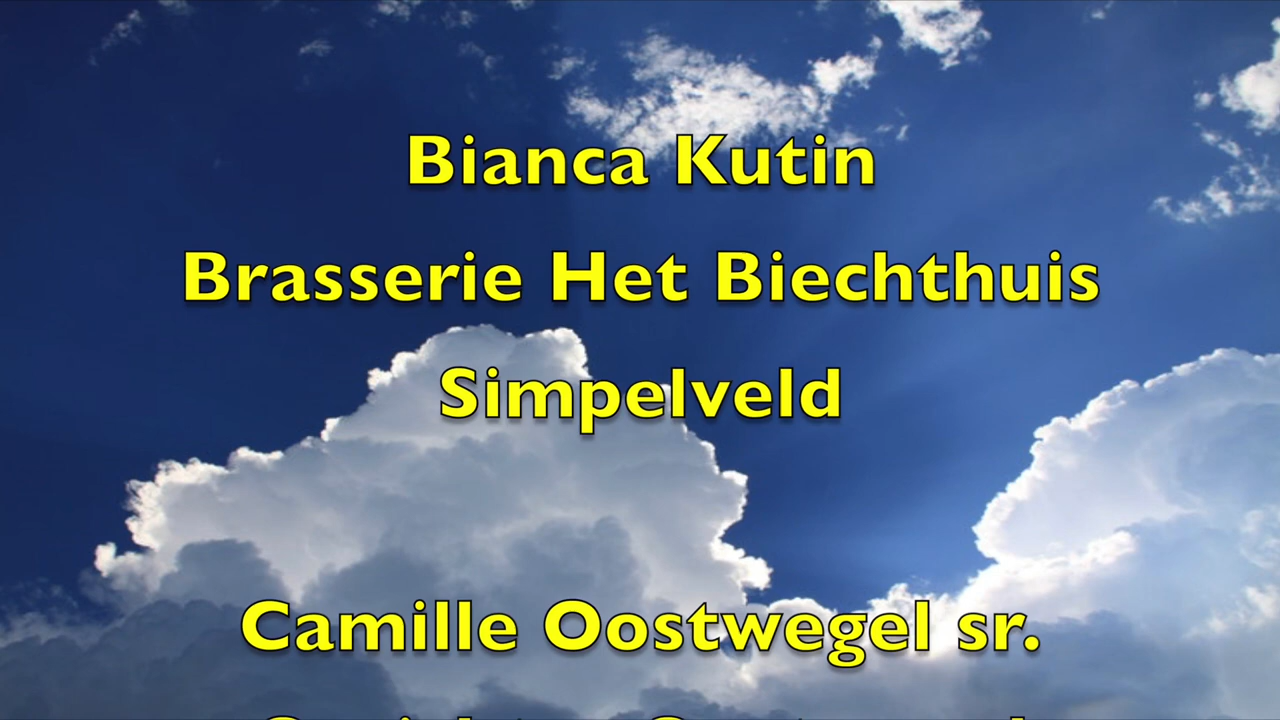 Bianca Kutin
Brasserie Het Biechthuis
Simpelveld
Camille Oostwegel sr.